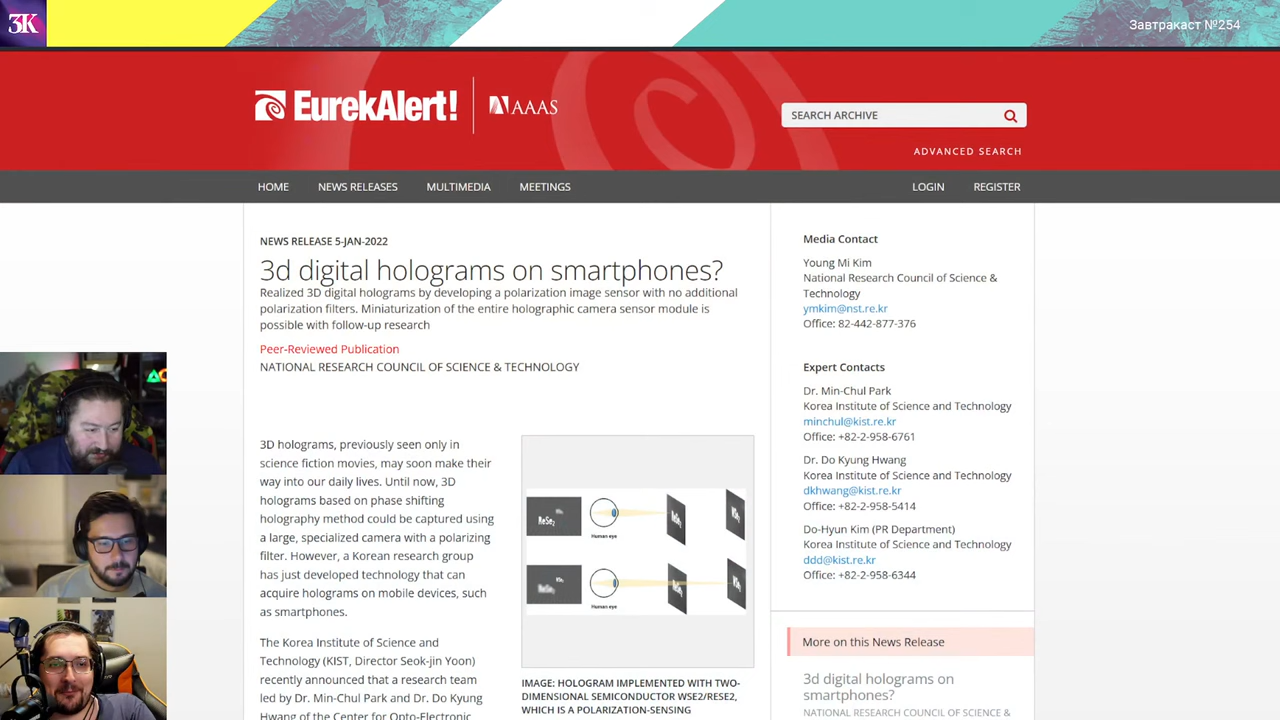 ЗК
Завтракаст №254
EurekAlert!
AAAS
SEARCH ARCHIVE
ADVANCED SEARCH
HOME
NEWS RELEASES
MULTIMEDIA
MEETINGS
LOGIN
REGISTER
NEWS RELEASE 5-JAN-2022
3d digital holograms on smartphones?
Realized 3D digital holograms by developing a polarization image sensor with no additional
polarization filters. Miniaturization of the entire holographic camera sensor module is
possible with follow-up research
Peer-Reviewed Publication
NATIONAL RESEARCH COUNCIL OF SCIENCE & TECHNOLOGY
3D holograms, previously seen only in
science fiction movies, may soon make their
way into our daily lives. Until now, 3D
holograms based on phase shifting
holography method could be captured using
a large, specialized camera with a polarizing
filter. However, a Korean research group
has just developed technology that can
acquire holograms on mobile devices, such
as smartphones.
The Korea Institute of Science and
Technology (KIST, Director Seok-jin Yoon)
recently announced that a research team
led by Dr. Min-Chul Park and Dr. Do Kyung
Hwang of the Center for Opto-Electronic
ReSe₂
Human eye
Human eye
IMAGE: HOLOGRAM IMPLEMENTED WITH TWO-
DIMENSIONAL SEMICONDUCTOR WSE2/RESE2,
WHICH IS A POLARIZATION-SENSING
Media Contact
Young Mi Kim
National Research Council of Science &
Technology
ymkim@nst.re.kr
Office: 82-442-877-376
Expert Contacts
Dr. Min-Chul Park
Korea Institute of Science and Technology
minchul@kist.re.kr
Office: +82-2-958-6761
Dr. Do Kyung Hwang
Korea Institute of Science and Technology
dkhwang@kist.re.kr
Office: +82-2-958-5414
Do-Hyun Kim (PR Department)
Korea Institute of Science and Technology
ddd@kist.re.kr
Office: +82-2-958-6344
More on this News Release
3d digital holograms on
smartphones?
NATIONAL RESEARCH COUNCIL OF SCIENCE &